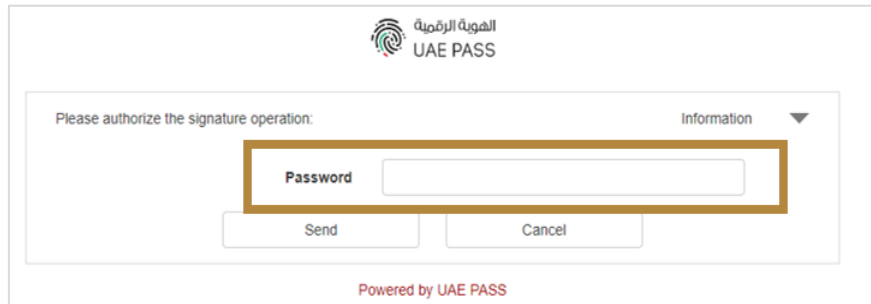 الهوية الرقمية
UAE PASS
Please authorize the signature operation:
Information
Password
Send
Cancel
Powered by UAE PASS